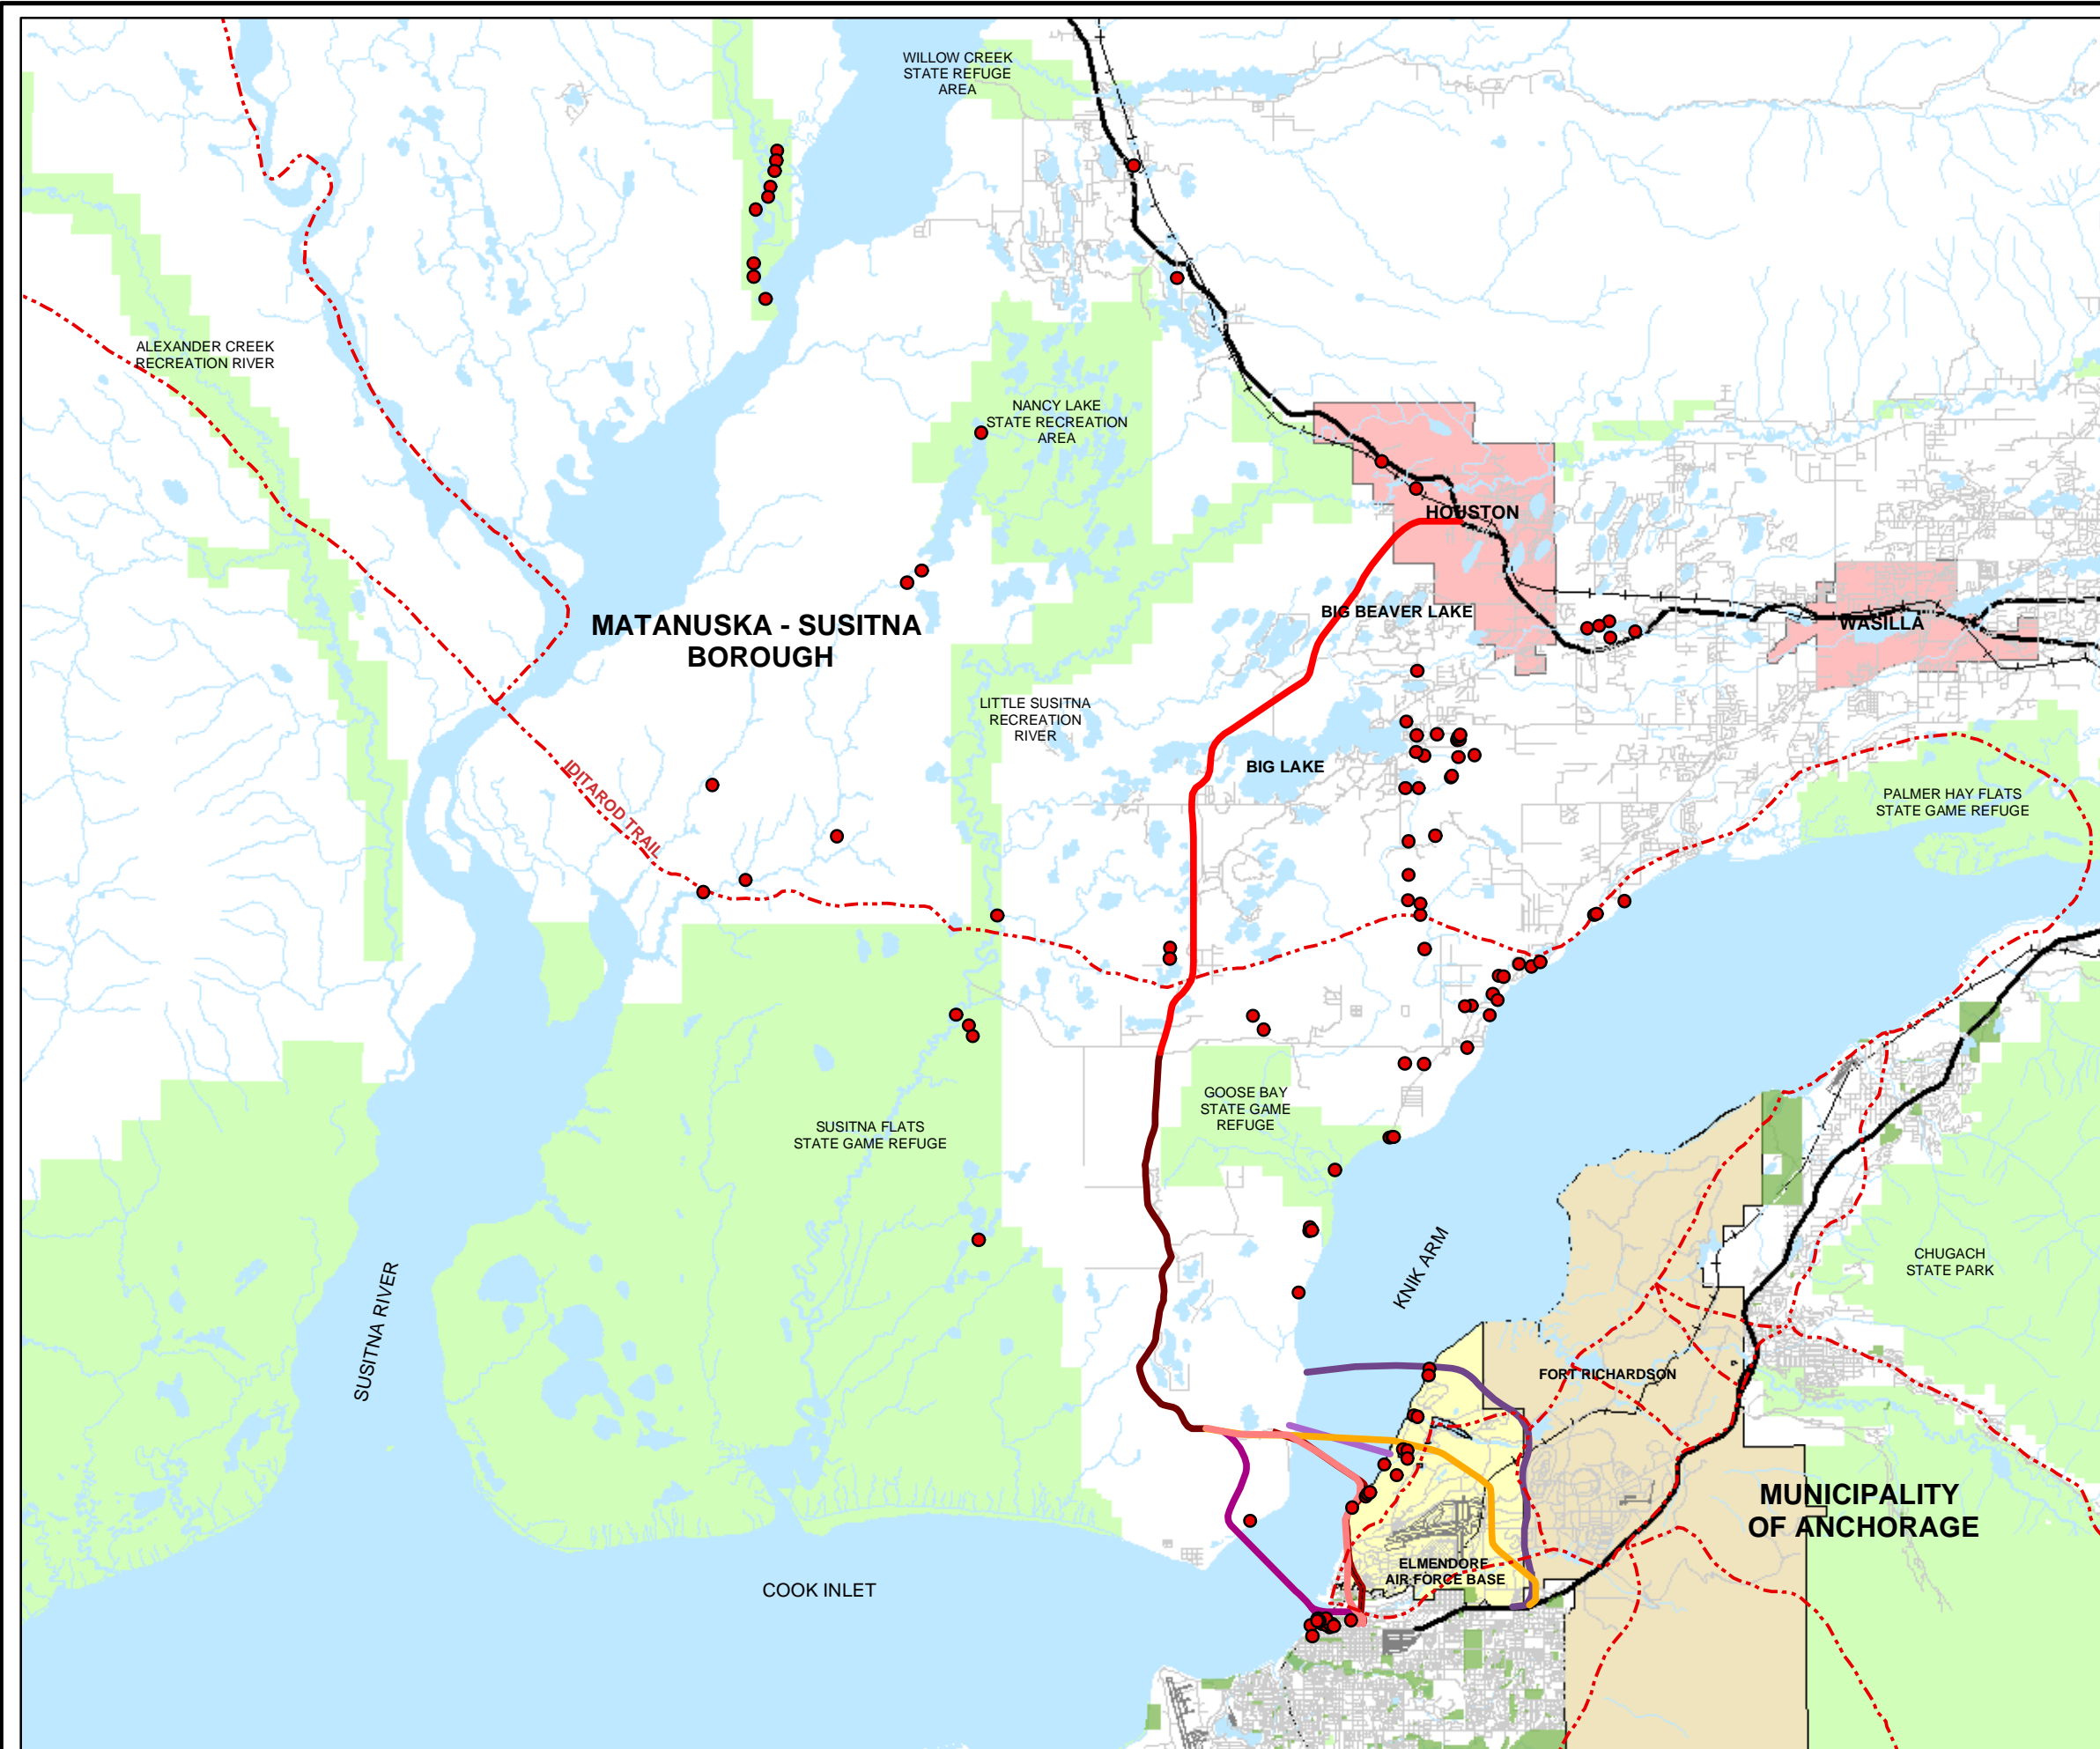 WILLOW CREEK
STATE REFUGE
AREA
ALEXANDER CREEK
RECREATION RIVER
NANCY LAKE
STATE RECREATION
AREA
HOUSTON
BIG BEAVER LAKE
WASILLA
MATANUSKA - SUSITNA
BOROUGH
LITTLE SUSITNA
RECREATION
RIVER
BIG LAKE
IDITAROD TRAIL
PALMER HAY FLATS
STATE GAME REFUGE
GOOSE BAY
STATE GAME
REFUGE
SUSITNA FLATS
STATE GAME REFUGE
KNIK ARM
CHUGACH
STATE PARK
SUSITNA RIVER
FORT RICHARDSON
MUNICIPALITY
OF ANCHORAGE
ELMENDORF
AIR FORCE BASE
COOK INLET